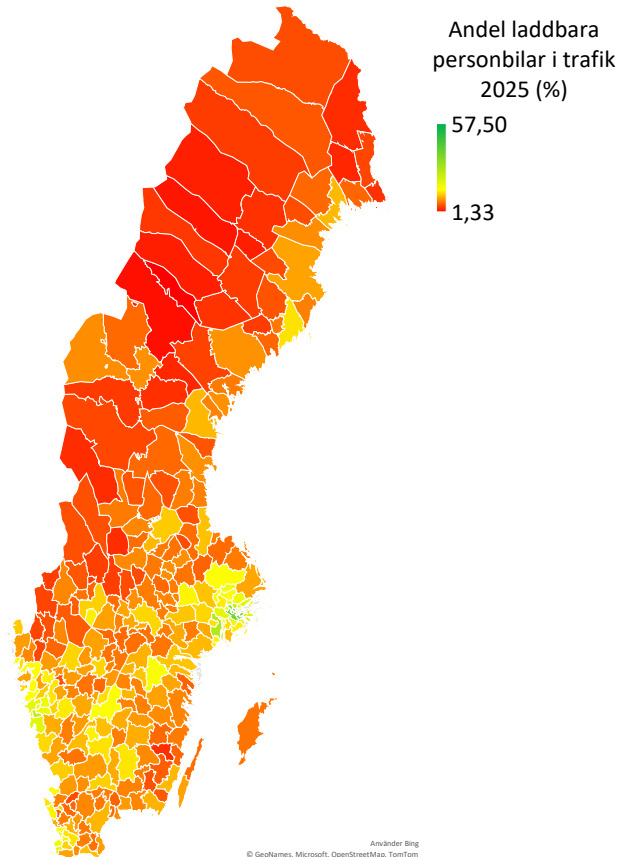 Andel laddbara
personbilar i trafik
2025 (%)
57,50
1,33
Använder Bing
© GeoNames, Microsoft, OpenStreetMap, TomTom